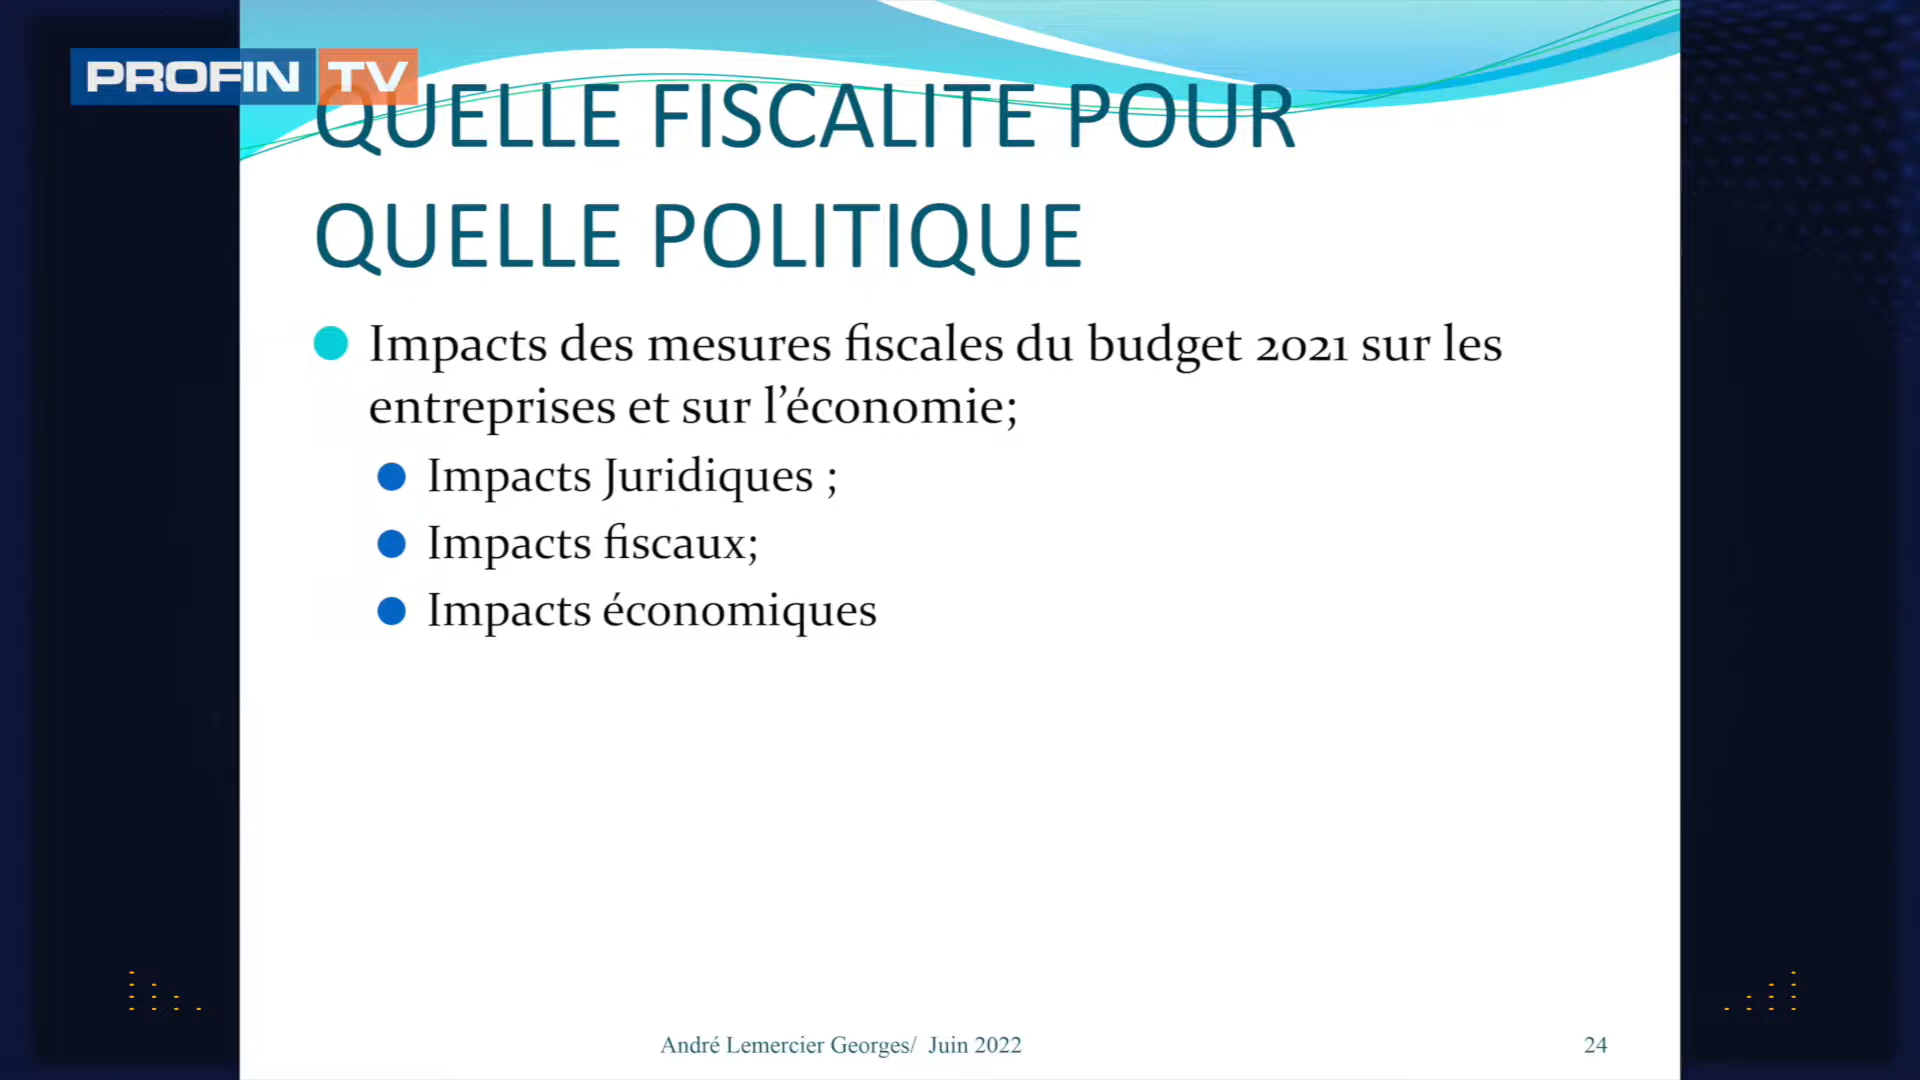 PROFIN TV
QUELLE FISCALITE POUR
QUELLE POLITIQUE
Impacts des mesures fiscales du budget 2021 sur les
entreprises et sur l’économie;
Impacts Juridiques ;
Impacts fiscaux;
Impacts économiques
André Lemercier Georges/ Juin 2022
24